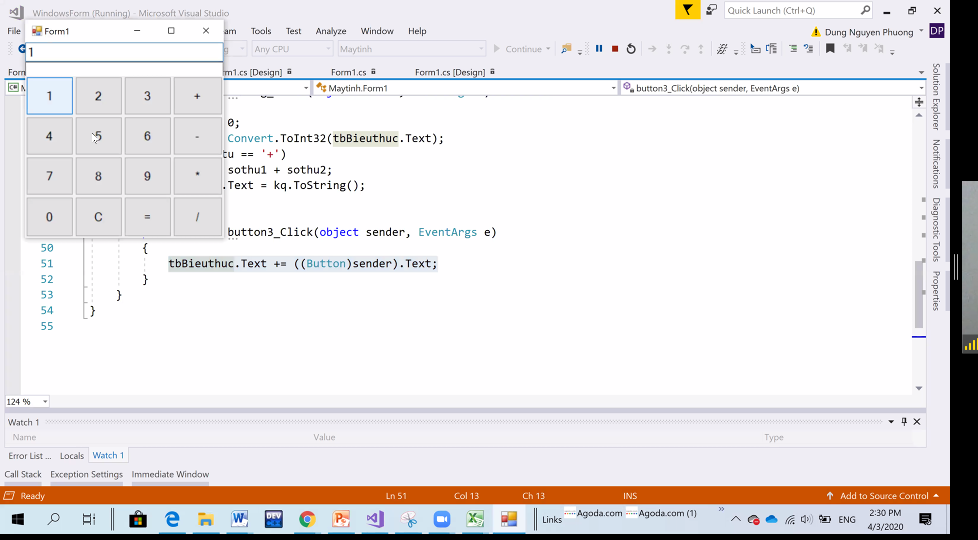 WindowsForm - Microsoft Visual Studio
Quick Launch (Ctrl+Q)
Form1
File
am
Tools
Test
Analyze
Window
Help
Dung Nguyen Phuong
DP
1
Any CPU
Maytinh
Continue
Form1.cs [Design]
Form1.cs
Form1.cs [Design]
Maytinh.Form1
button3_Click(object sender, EventArgs e)
1
2
3
+
4
5
6
-
7
8
9
*
0
C
=
/
0;
Convert.ToInt32(tbBieuthuc.Text);
tu == '+')
sothu1 + sothu2;
.Text = kq.ToString();
button3_Click(object sender, EventArgs e)
50 {
51 tbBieuthuc.Text += ((Button)sender).Text;
52 }
53 }
54 }
55
Solution Explorer
Notifications
Diagnostic Tools
Properties
124 %
Watch 1
Name
Value
Type
Error List ...
Locals
Watch 1
Call Stack
Exception Settings
Immediate Window
Ready
Ln 51
Col 13
Ch 13
INS
Add to Source Control
Links
Agoda.com
Agoda.com (1)
ENG
2:30 PM
4/3/2020